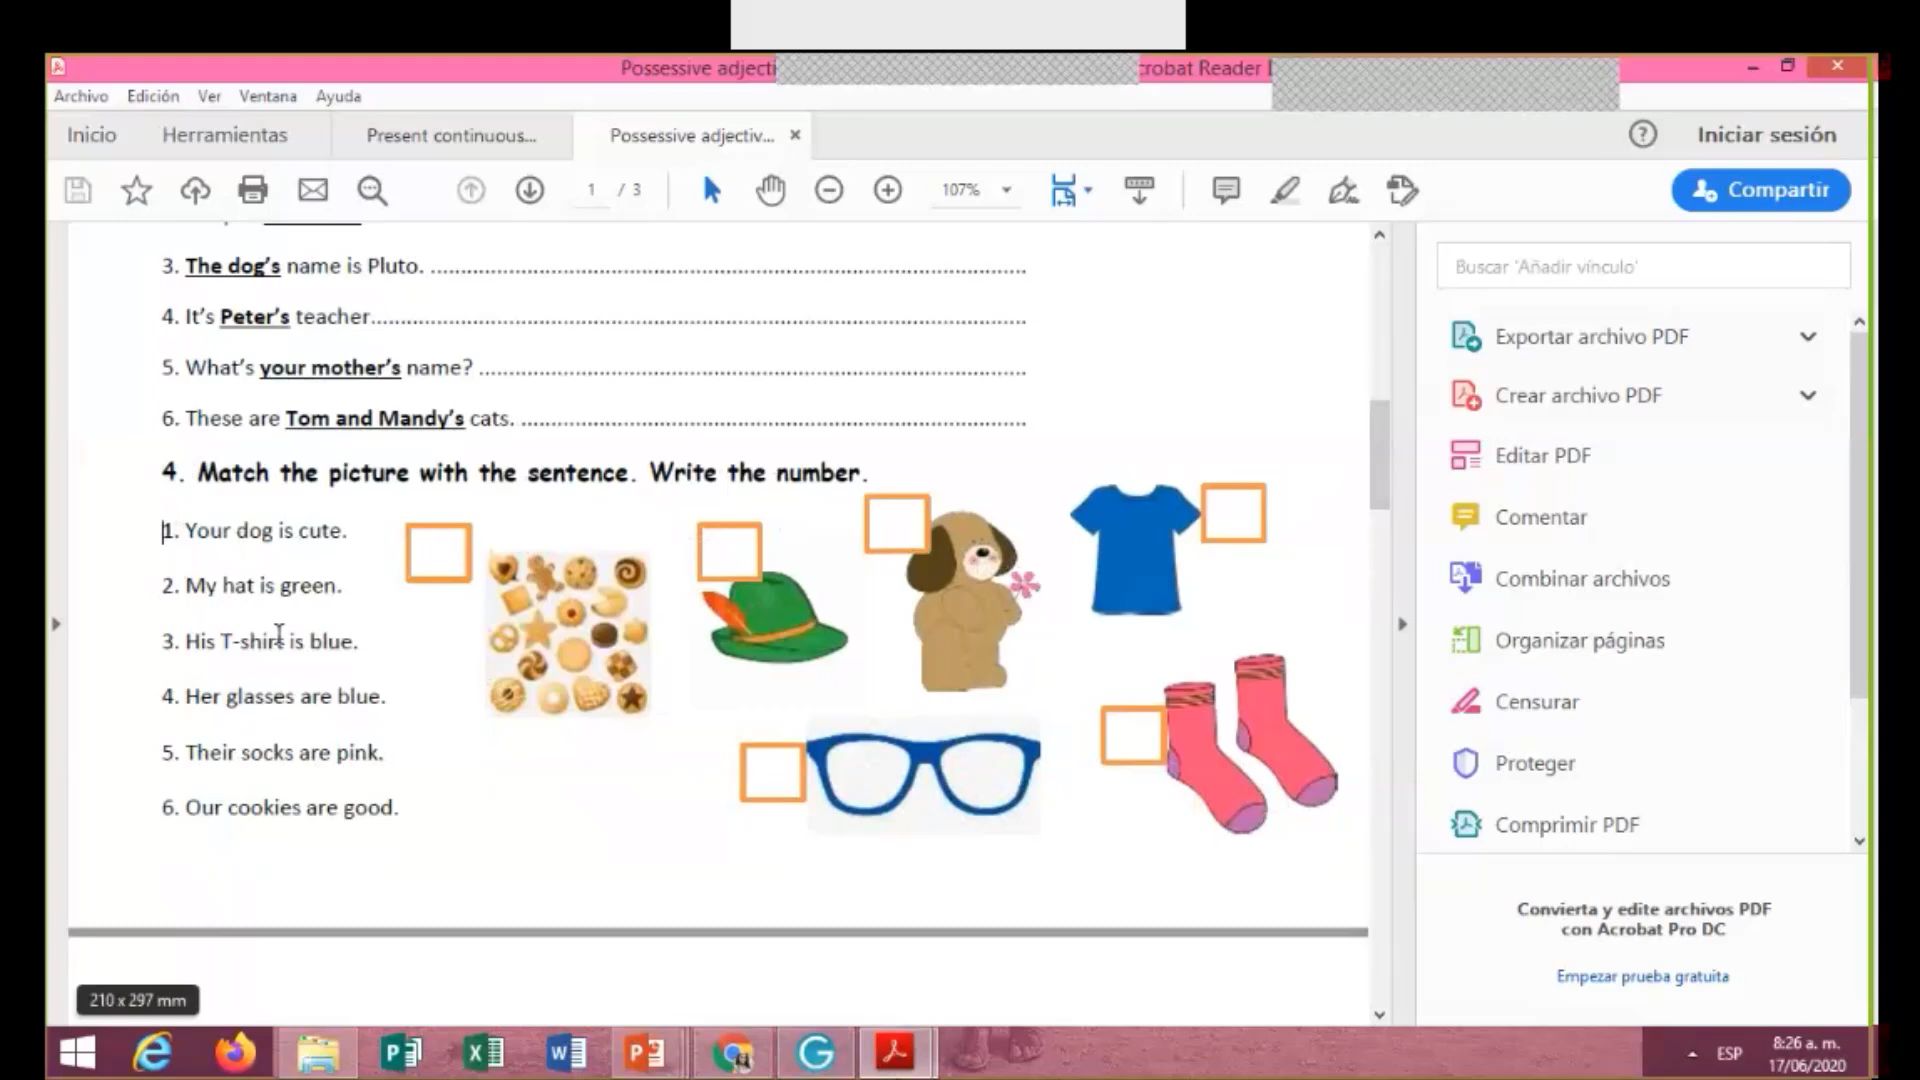 Possessive adjecti
crobat Reader
Archivo Edición Ver Ventana Ayuda
Inicio Herramientas Present continuous... Possessive adjectiv... × Iniciar sesión
1 / 3 107% Compartir
3. The dog's name is Pluto. ....................................................................................................
4. It's Peter's teacher.............................................................................................................
5. What's your mother's name? ...........................................................................................
6. These are Tom and Mandy's cats. ....................................................................................
4. Match the picture with the sentence. Write the number.
1. Your dog is cute.
2. My hat is green.
3. His T-shirt is blue.
4. Her glasses are blue.
5. Their socks are pink.
6. Our cookies are good.
Buscar 'Añadir vínculo'
Exportar archivo PDF
Crear archivo PDF
Editar PDF
Comentar
Combinar archivos
Organizar páginas
Censurar
Proteger
Comprimir PDF
Convierta y edite archivos PDF
con Acrobat Pro DC
Empezar prueba gratuita
210 x 297 mm
ESP
8:26 a. m.
17/06/2020